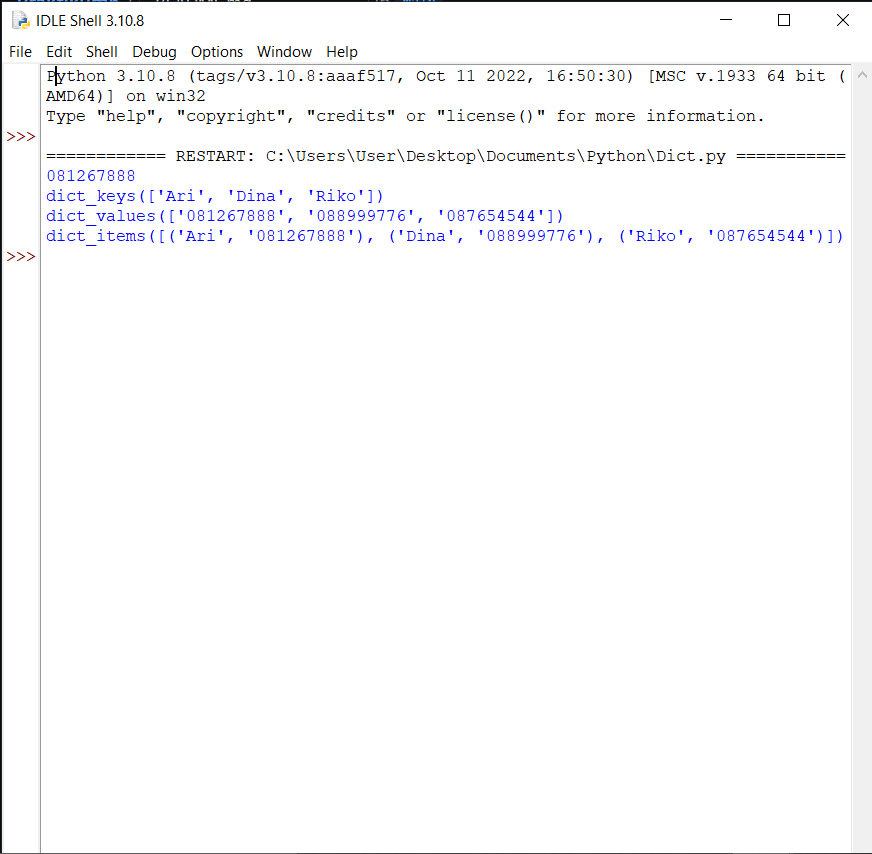 IDLE Shell 3.10.8
File Edit Shell Debug Options Window Help
Python 3.10.8 (tags/v3.10.8:aaaf517, Oct 11 2022, 16:50:30) [MSC v.1933 64 bit (
AMD64)] on win32
Type "help", "copyright", "credits" or "license()" for more information.
>>>
============ RESTART: C:\Users\User\Desktop\Documents\Python\Dict.py ===========
081267888
dict_keys(['Ari', 'Dina', 'Riko'])
dict_values(['081267888', '088999776', '087654544'])
dict_items([('Ari', '081267888'), ('Dina', '088999776'), ('Riko', '087654544')])
>>>